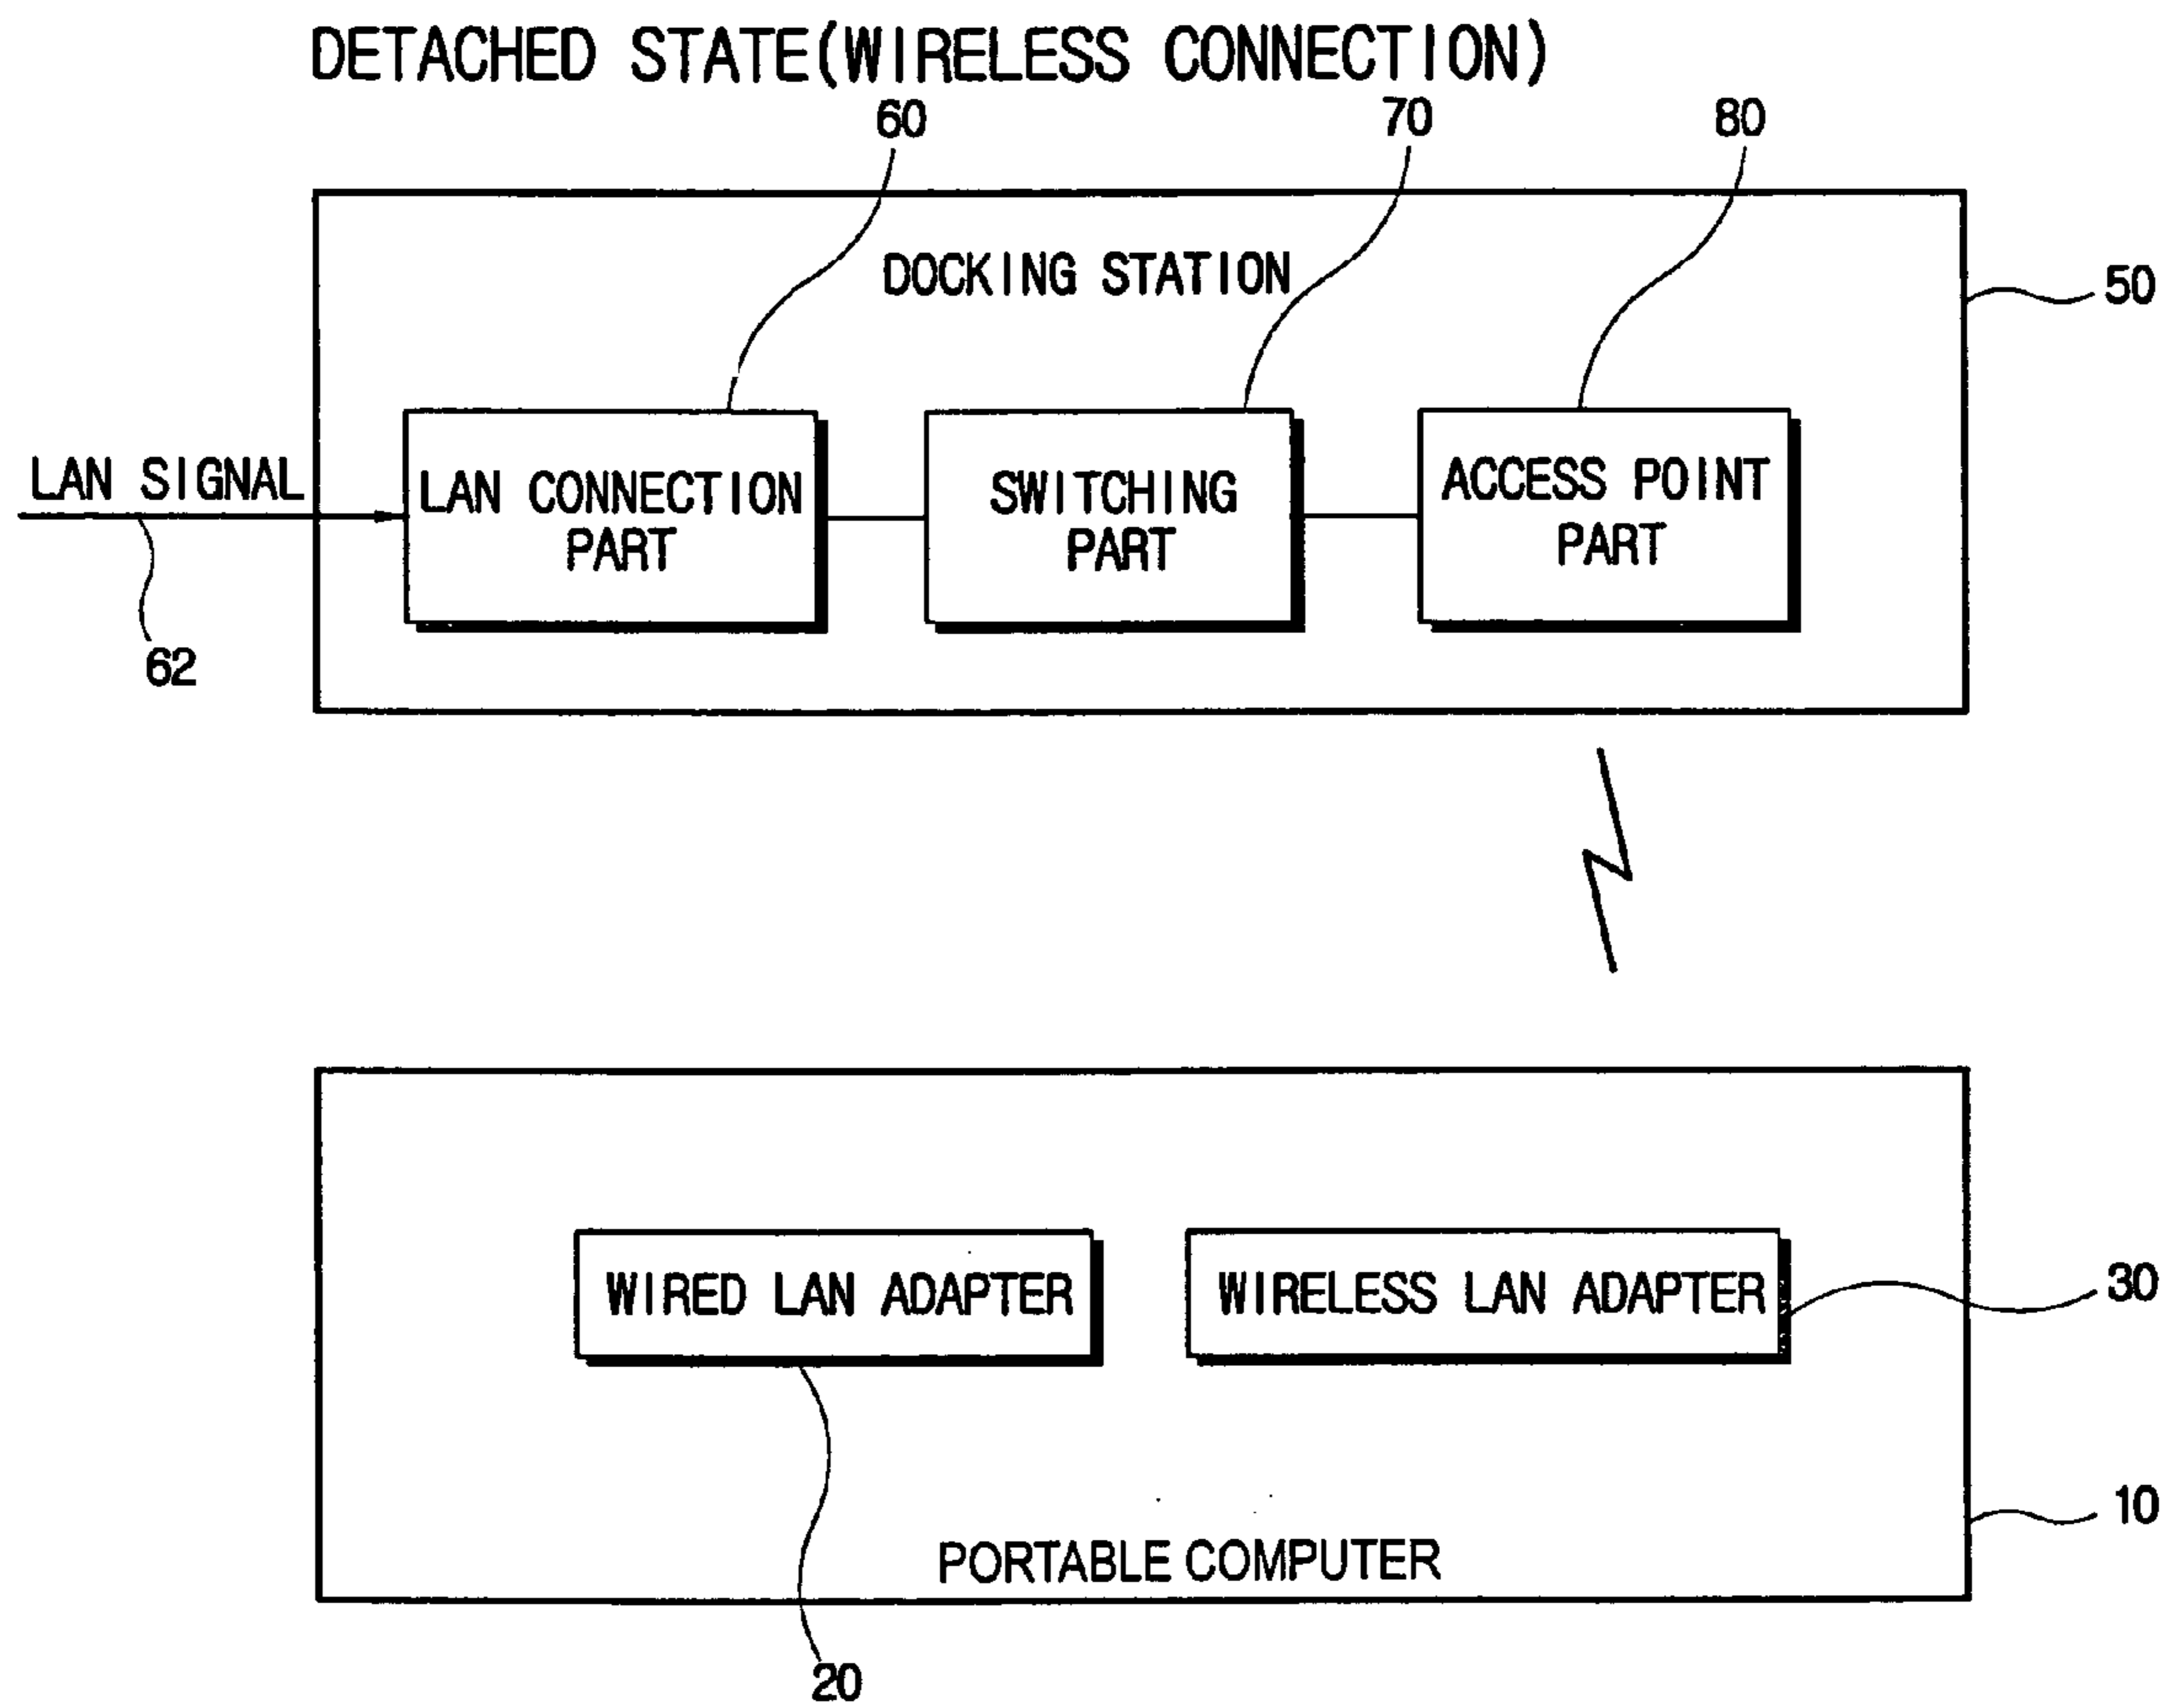 DETACHED STATE(WIRELESS CONNECTION)
60
70
80
DOCKING STATION
50
LAN SIGNAL
LAN CONNECTION
PART
SWITCHING
PART
ACCESS POINT
PART
62
WIRED LAN ADAPTER
WIRELESS LAN ADAPTER
30
10
PORTABLE COMPUTER
20